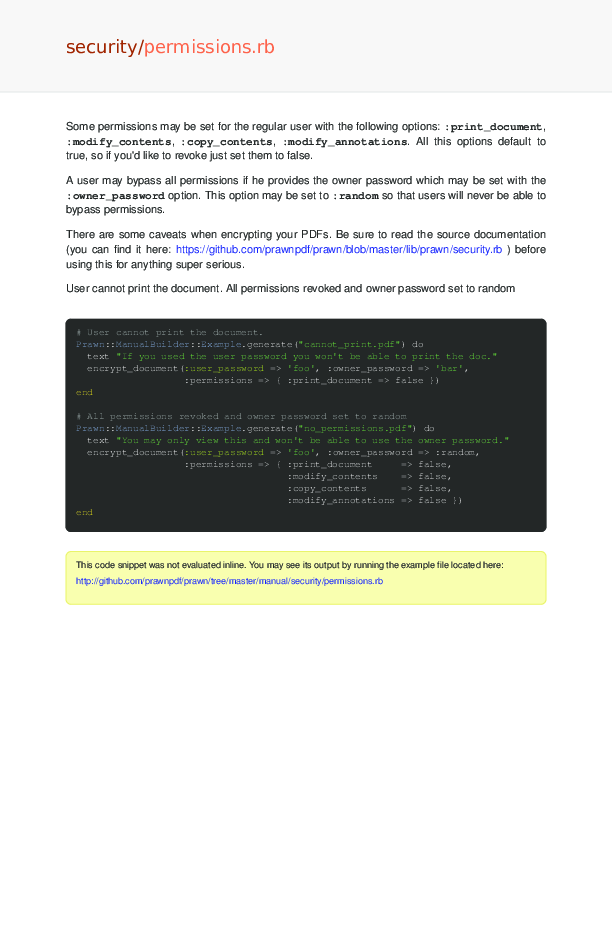 security/permissions.rb
Some permissions may be set for the regular user with the following options: :print_document,
:modify_contents, :copy_contents, :modify_annotations. All this options default to
true, so if you'd like to revoke just set them to false.
A user may bypass all permissions if he provides the owner password which may be set with the
:owner_password option. This option may be set to :random so that users will never be able to
bypass permissions.
There are some caveats when encrypting your PDFs. Be sure to read the source documentation
(you can find it here: https://github.com/prawnpdf/prawn/blob/master/lib/prawn/security.rb ) before
using this for anything super serious.
User cannot print the document. All permissions revoked and owner password set to random
# User cannot print the document.
Prawn::ManualBuilder::Example.generate("cannot_print.pdf") do
  text "If you used the user password you won't be able to print the doc."
  encrypt_document(:user_password => 'foo', :owner_password => 'bar',
                   :permissions => { :print_document => false })
end
# All permissions revoked and owner password set to random
Prawn::ManualBuilder::Example.generate("no_permissions.pdf") do
  text "You may only view this and won't be able to use the owner password."
  encrypt_document(:user_password => 'foo', :owner_password => :random,
                   :permissions => { :print_document     => false,
                                     :modify_contents    => false,
                                     :copy_contents      => false,
                                     :modify_annotations => false })
end
This code snippet was not evaluated inline. You may see its output by running the example file located here:
http://github.com/prawnpdf/prawn/tree/master/manual/security/permissions.rb